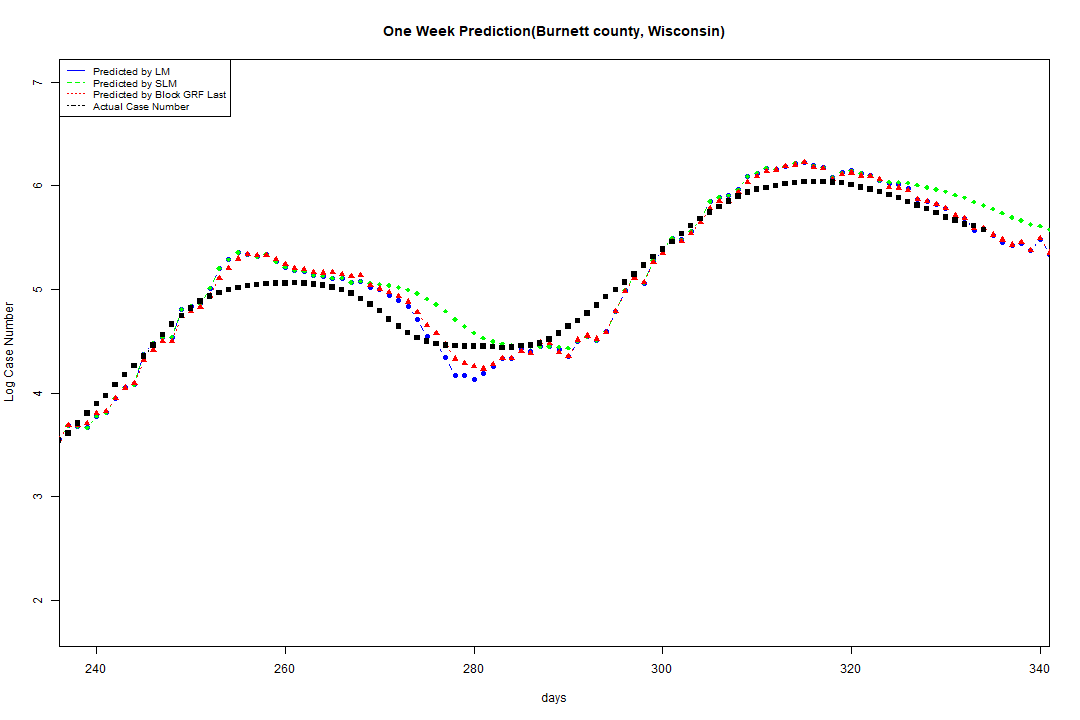 One Week Prediction(Burnett county, Wisconsin)
Predicted by LM
Predicted by SLM
Predicted by Block GRF Last
Actual Case Number
7
6
5
4
3
2
Log Case Number
240 260 280 300 320 340
days